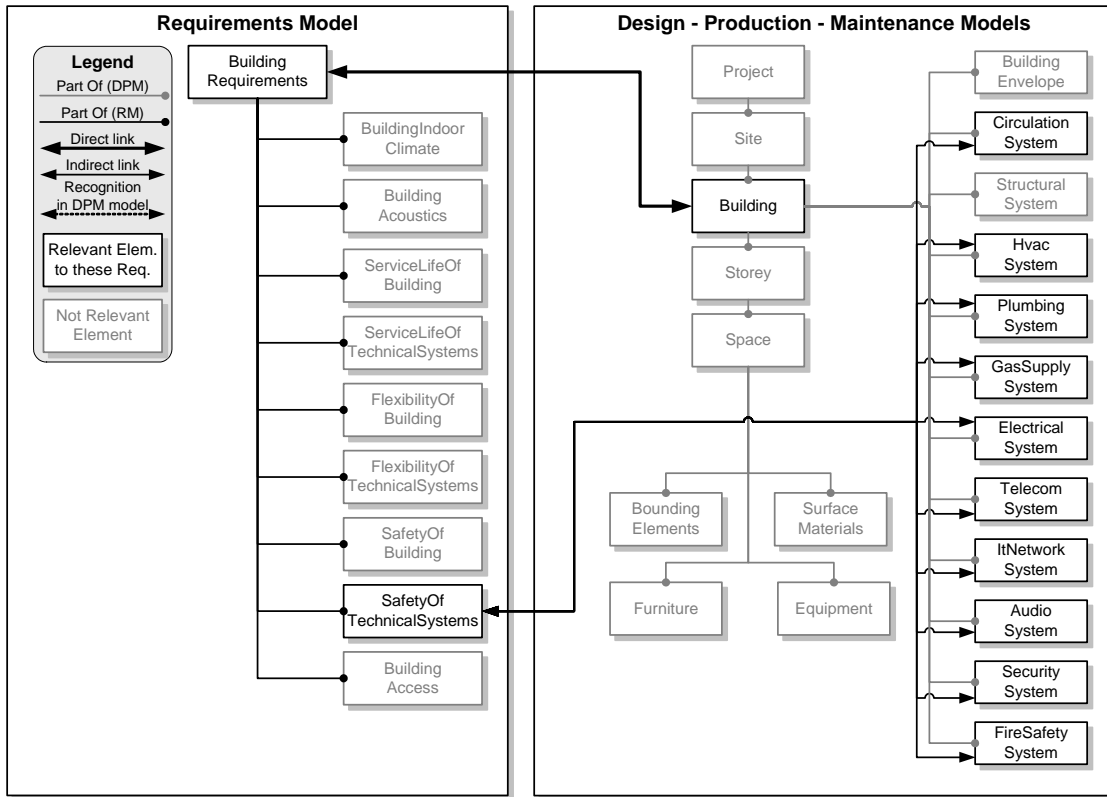 Requirements Model
Legend
Part Of (DPM)
Part Of (RM)
Direct link
Indirect link
Recognition
in DPM model
Relevant Elem.
to these Req.
Not Relevant
Element
Building
Requirements
BuildingIndoor
Climate
Building
Acoustics
ServiceLifeOf
Building
ServiceLifeOf
TechnicalSystems
FlexibilityOf
Building
FlexibilityOf
TechnicalSystems
SafetyOf
Building
SafetyOf
TechnicalSystems
Building
Access
Design - Production - Maintenance Models
Project
Site
Building
Storey
Space
Bounding
Elements
Surface
Materials
Furniture
Equipment
Building
Envelope
Circulation
System
Structural
System
Hvac
System
Plumbing
System
GasSupply
System
Electrical
System
Telecom
System
ItNetwork
System
Audio
System
Security
System
FireSafety
System